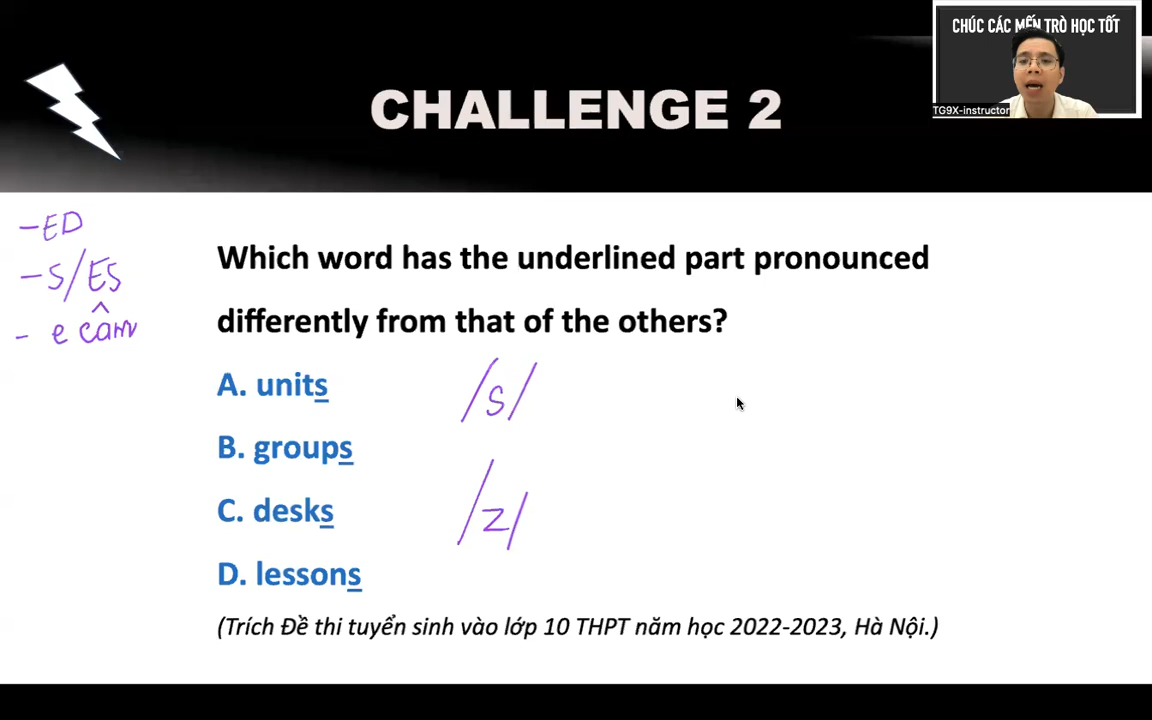 CHÚC CÁC MẾN TRÒ HỌC TỐT
TG9X-instructor
CHALLENGE 2
-ED
-S/ES
- e câm
Which word has the underlined part pronounced
differently from that of the others?
A. units
/s/
B. groups
C. desks
/z/
D. lessons
(Trích Đề thi tuyển sinh vào lớp 10 THPT năm học 2022-2023, Hà Nội.)